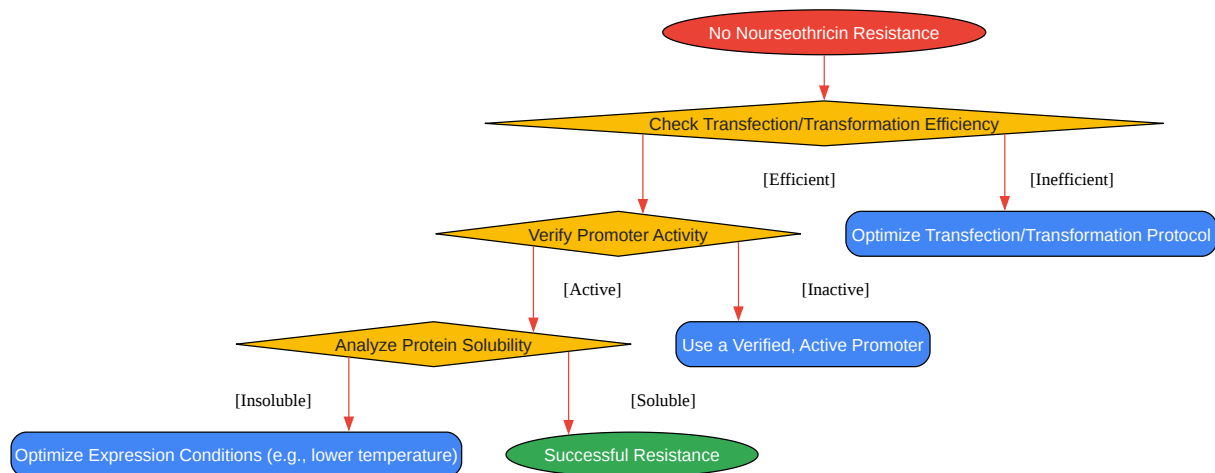 No Nourseothricin Resistance
Check Transfection/Transformation Efficiency
[Efficient]
[Inefficient]
Verify Promoter Activity
Optimize Transfection/Transformation Protocol
[Active]
[Inactive]
Analyze Protein Solubility
Use a Verified, Active Promoter
[Insoluble]
[Soluble]
Optimize Expression Conditions (e.g., lower temperature)
Successful Resistance